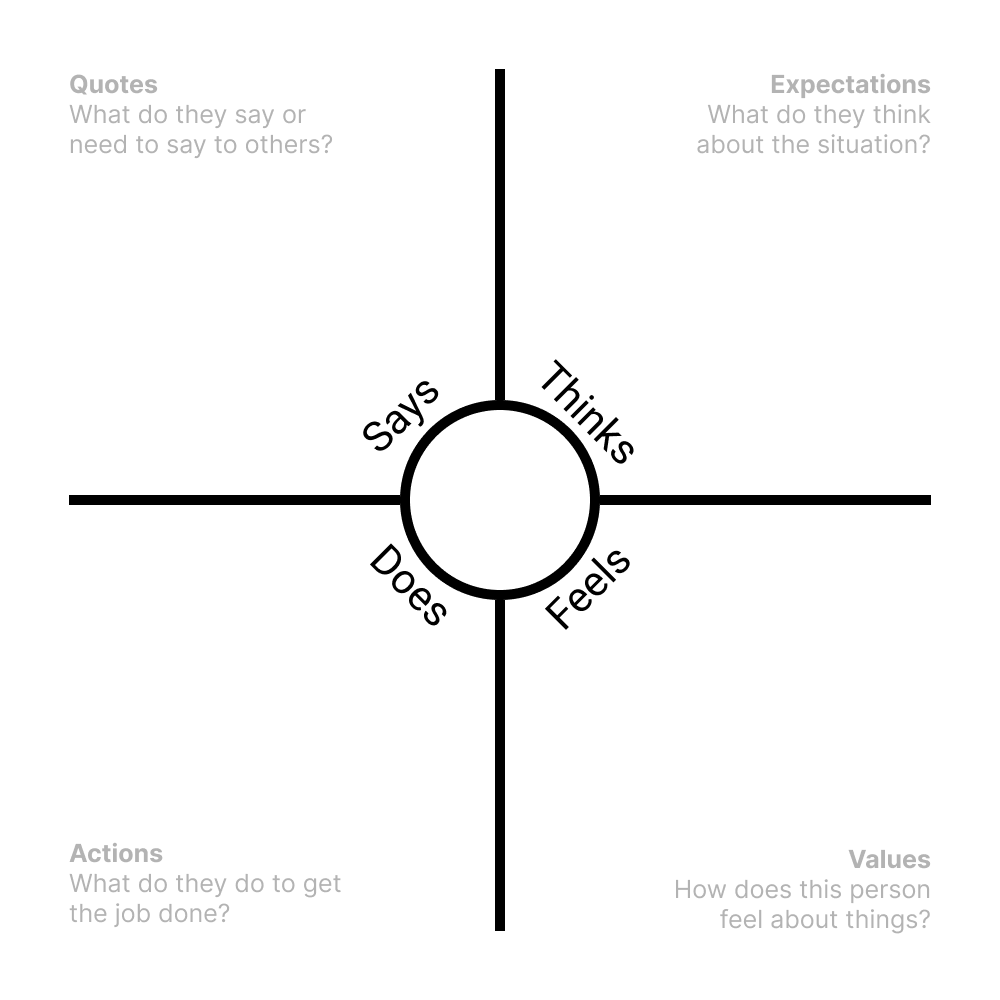 Quotes
What do they say or
need to say to others?
Expectations
What do they think
about the situation?
Says
Thinks
Does
Feels
Actions
What do they do to get
the job done?
Values
How does this person
feel about things?